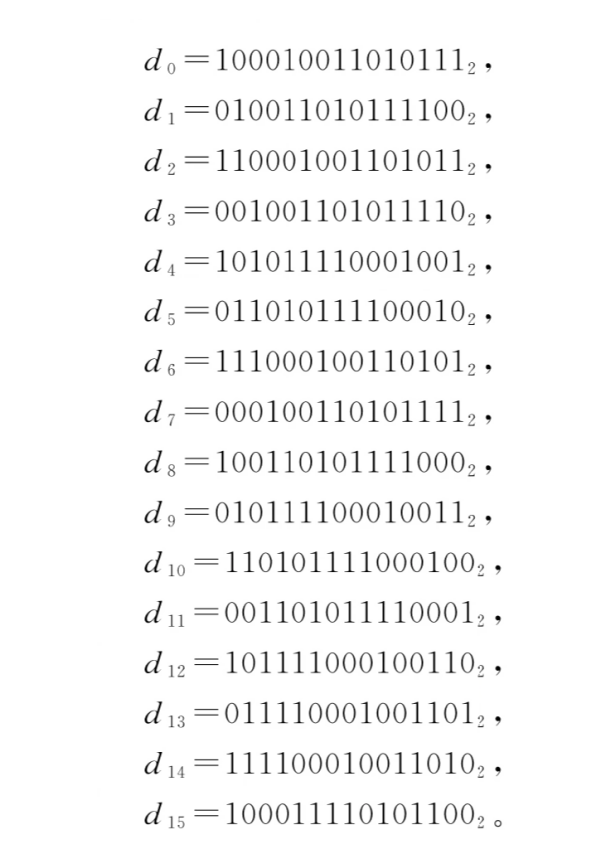 d₀=100010011010111₂,
d₁=010011010111100₂,
d₂=110001001101011₂,
d₃=001001101011110₂,
d₄=101011110001001₂,
d₅=011010111100010₂,
d₆=111000100110101₂,
d₇=000100110101111₂,
d₈=100110101111000₂,
d₉=010111100010011₂,
d₁₀=110101111000100₂,
d₁₁=001101011110001₂,
d₁₂=101111000100110₂,
d₁₃=011110001001101₂,
d₁₄=111100010011010₂,
d₁₅=100011110101100₂。